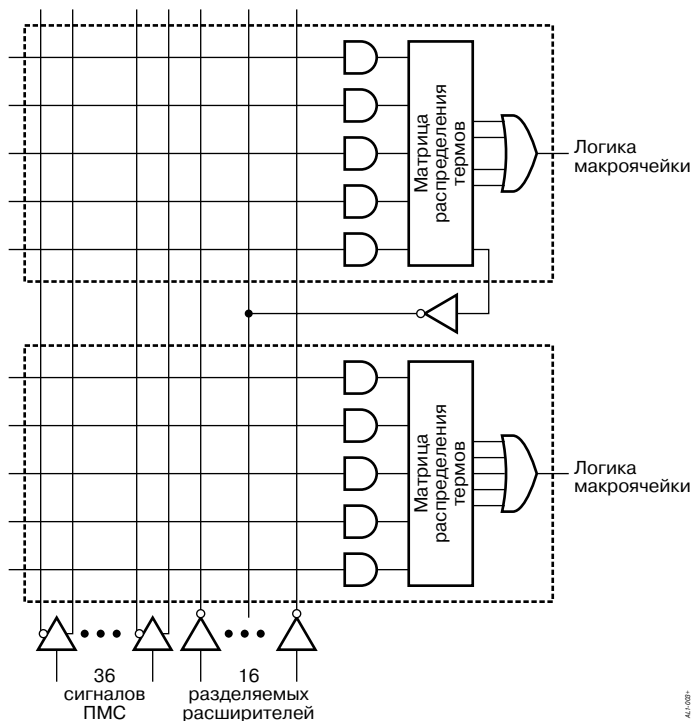 Матрица
распределения
термов
Логика
макроячейки
Матрица
распределения
термов
Логика
макроячейки
36
сигналов
ПМС
16
разделяемых
расширителей